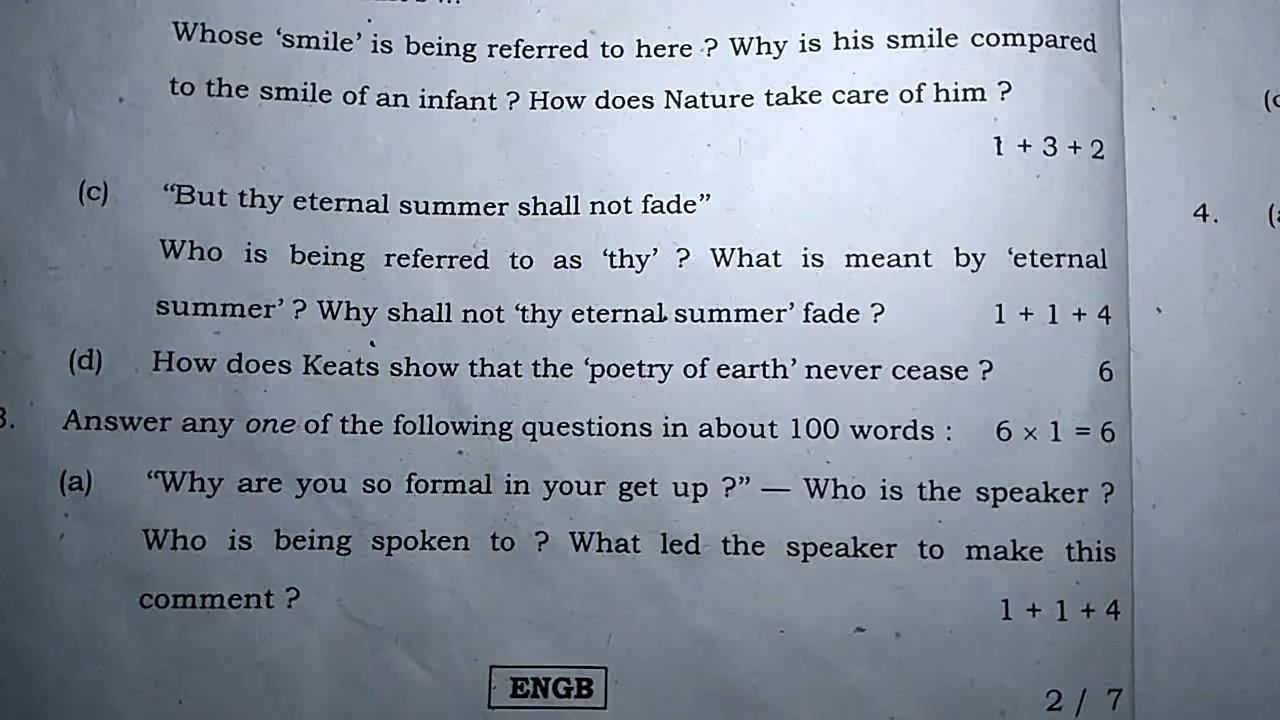 Whose ‘smile’ is being referred to here ? Why is his smile compared
to the smile of an infant ? How does Nature take care of him ?
1 + 3 + 2
(c) “But thy eternal summer shall not fade”
Who is being referred to as ‘thy’ ? What is meant by ‘eternal
summer’ ? Why shall not ‘thy eternal summer’ fade ? 1 + 1 + 4
(d) How does Keats show that the ‘poetry of earth’ never cease ? 6
3. Answer any one of the following questions in about 100 words : 6 × 1 = 6
(a) “Why are you so formal in your get up ?” — Who is the speaker ?
Who is being spoken to ? What led the speaker to make this
comment ? 1 + 1 + 4
ENGB
2 / 7
4.